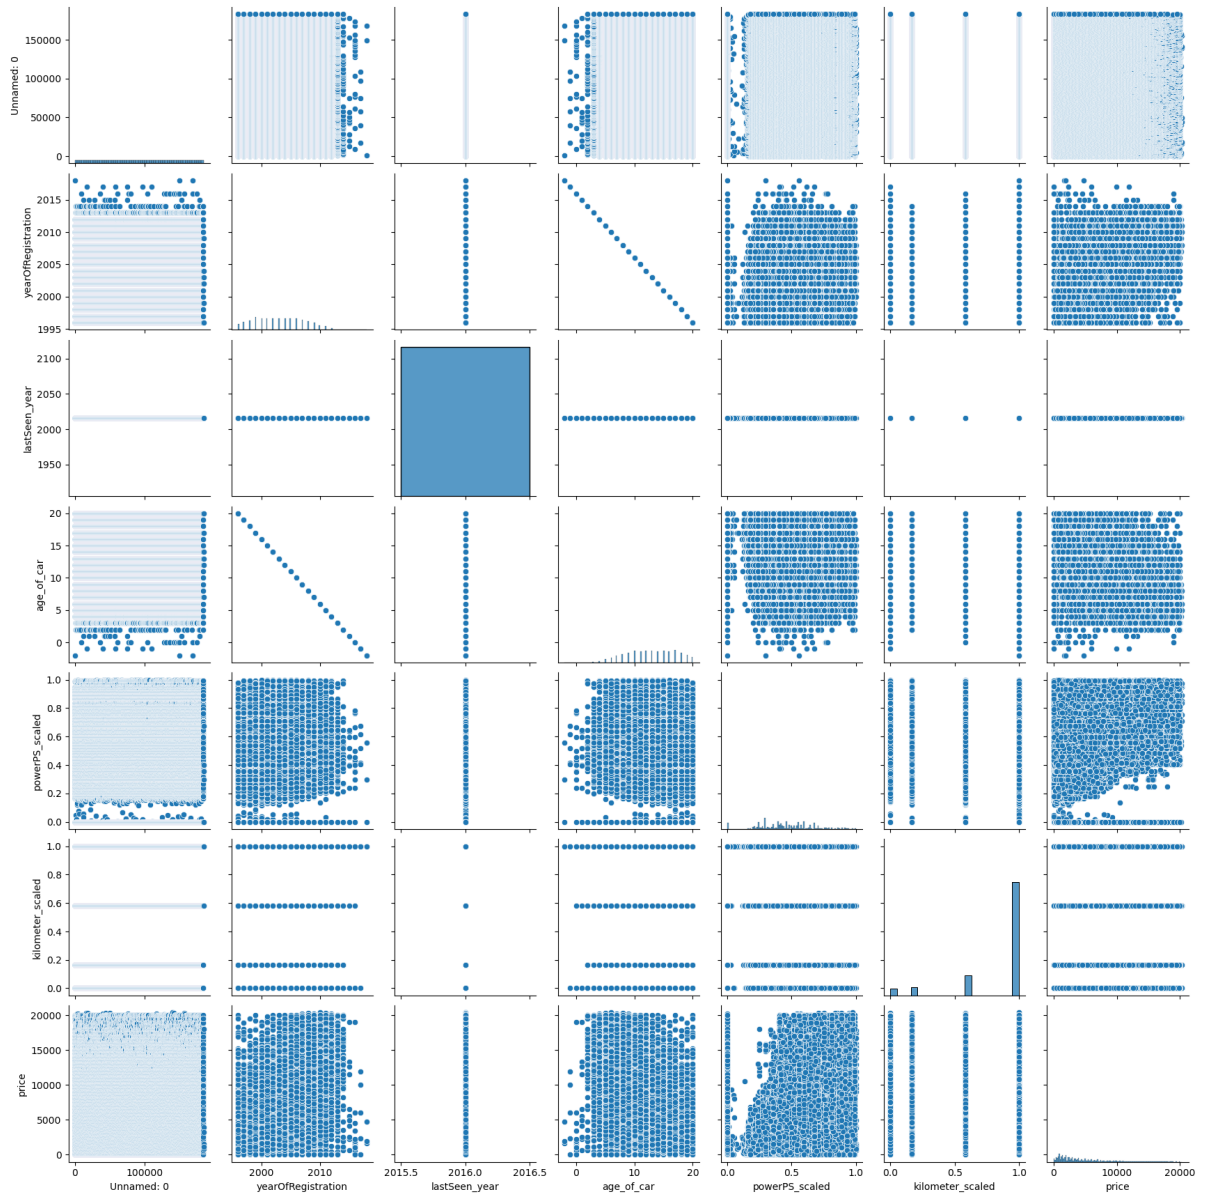 150000
100000
50000
0
Unnamed: 0
2015
2010
2005
2000
1995
yearOfRegistration
2100
2050
2000
1950
lastSeen_year
20
15
10
5
0
age_of_car
1.0
0.8
0.6
0.4
0.2
0.0
powerPS_scaled
1.0
0.8
0.6
0.4
0.2
0.0
kilometer_scaled
20000
15000
10000
5000
0
price
0 100000
2000 2010
2015.5 2016.0 2016.5
0 10 20
0.0 0.5 1.0
0.0 0.5 1.0
0 10000 20000
Unnamed: 0 yearOfRegistration lastSeen_year age_of_car powerPS_scaled kilometer_scaled price